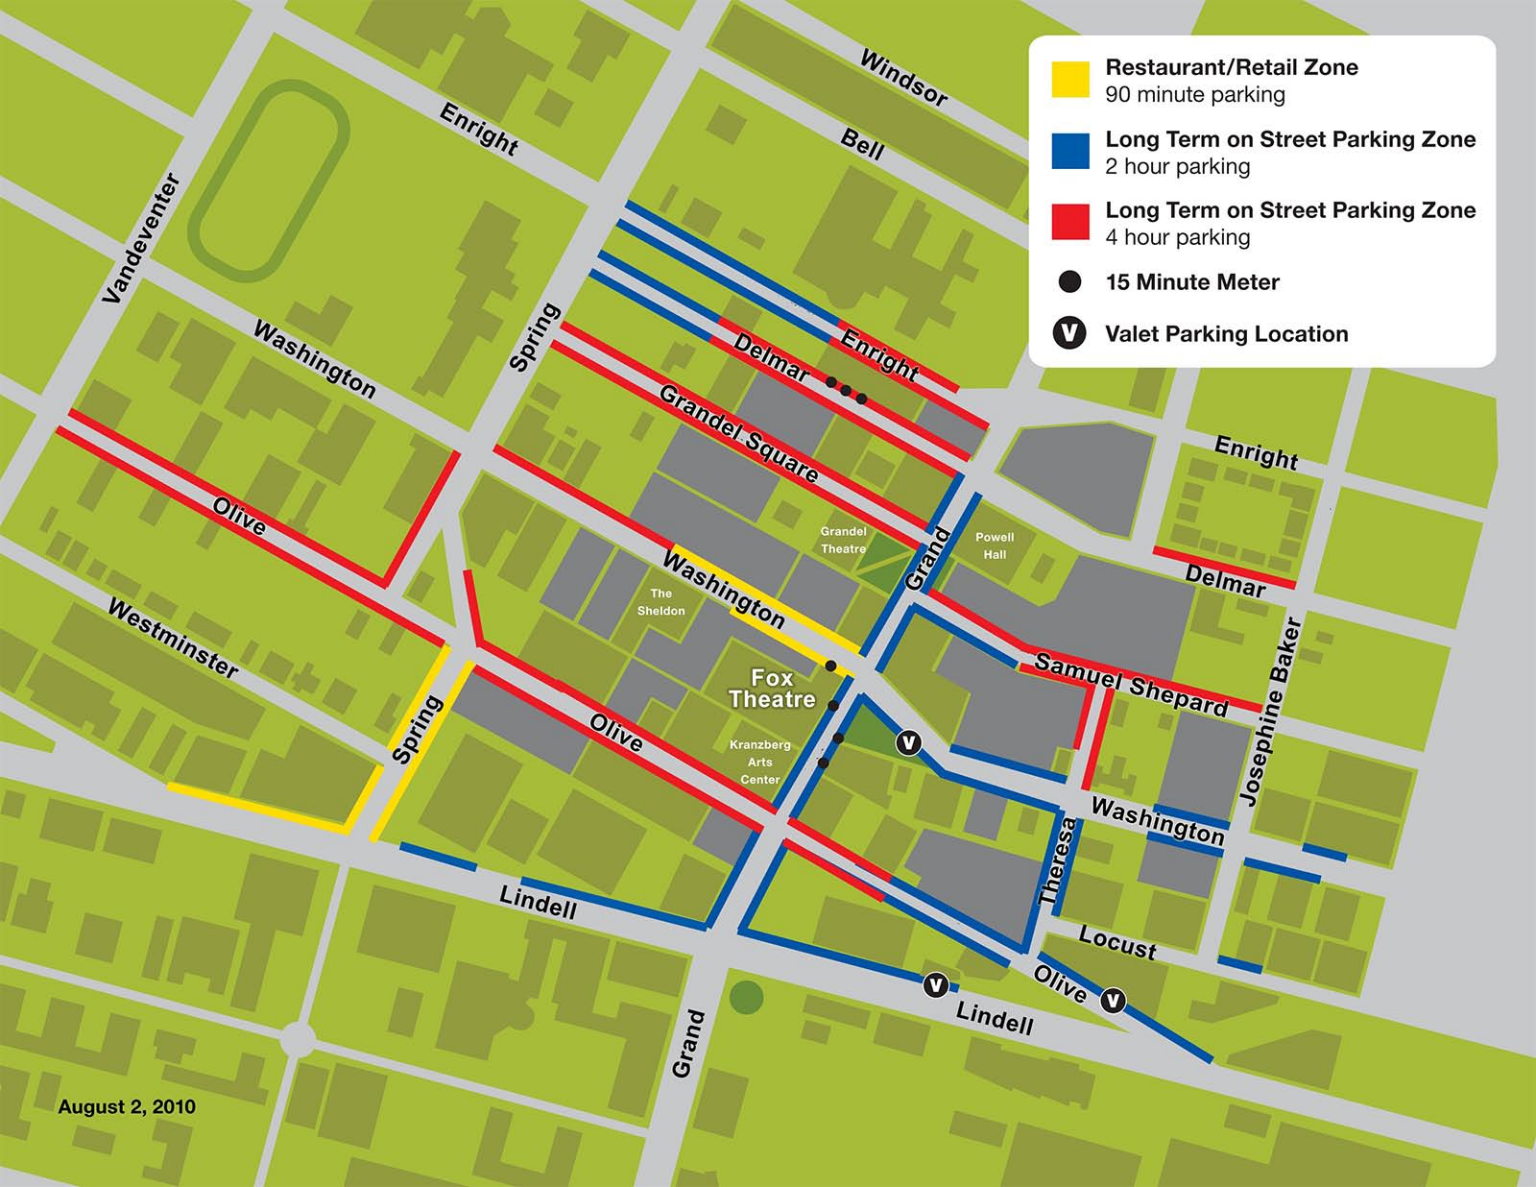 Windsor
Bell
Enright
Restaurant/Retail Zone
90 minute parking
Long Term on Street Parking Zone
2 hour parking
Long Term on Street Parking Zone
4 hour parking
15 Minute Meter
V Valet Parking Location
Vandeventer
Washington
Spring
Delmar
Enright
Grandel Square
Enright
Olive
Grandel
Theatre
Grand
Powell
Hall
Delmar
Washington
The
Sheldon
Westminster
Samuel Shepard
Josephine Baker
Fox
Theatre
Spring
Olive
V
Kranzberg
Arts
Center
Washington
Theresa
Lindell
Locust
Olive
V
V
Lindell
Grand
August 2, 2010